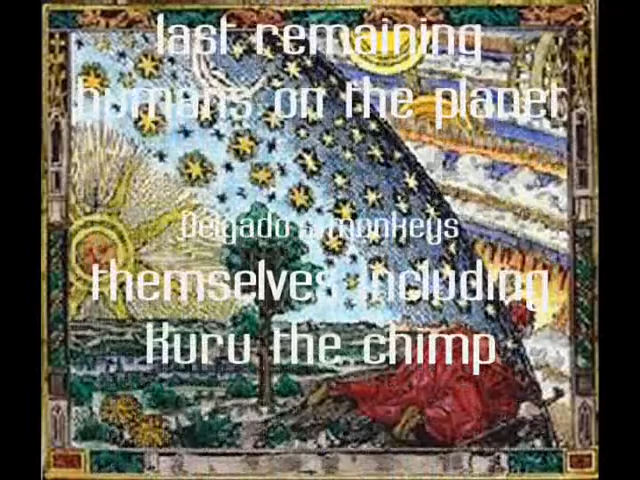 last remaining
humans on the planet
Delgado's monkeys
themselves including
Kuru the chimp